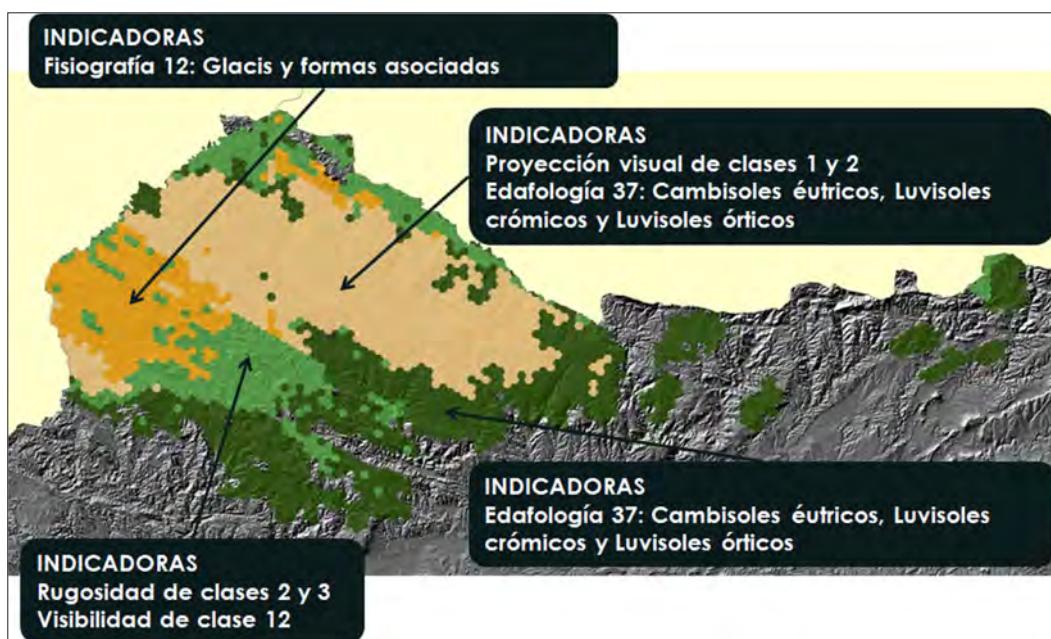 INDICADORAS
Fisiografía 12: Glacis y formas asociadas
INDICADORAS
Proyección visual de clases 1 y 2
Edafología 37: Cambisoles éutricos, Luvisoles
crómicos y Luvisoles órticos
INDICADORAS
Edafología 37: Cambisoles éutricos, Luvisoles
crómicos y Luvisoles órticos
INDICADORAS
Rugosidad de clases 2 y 3
Visibilidad de clase 12